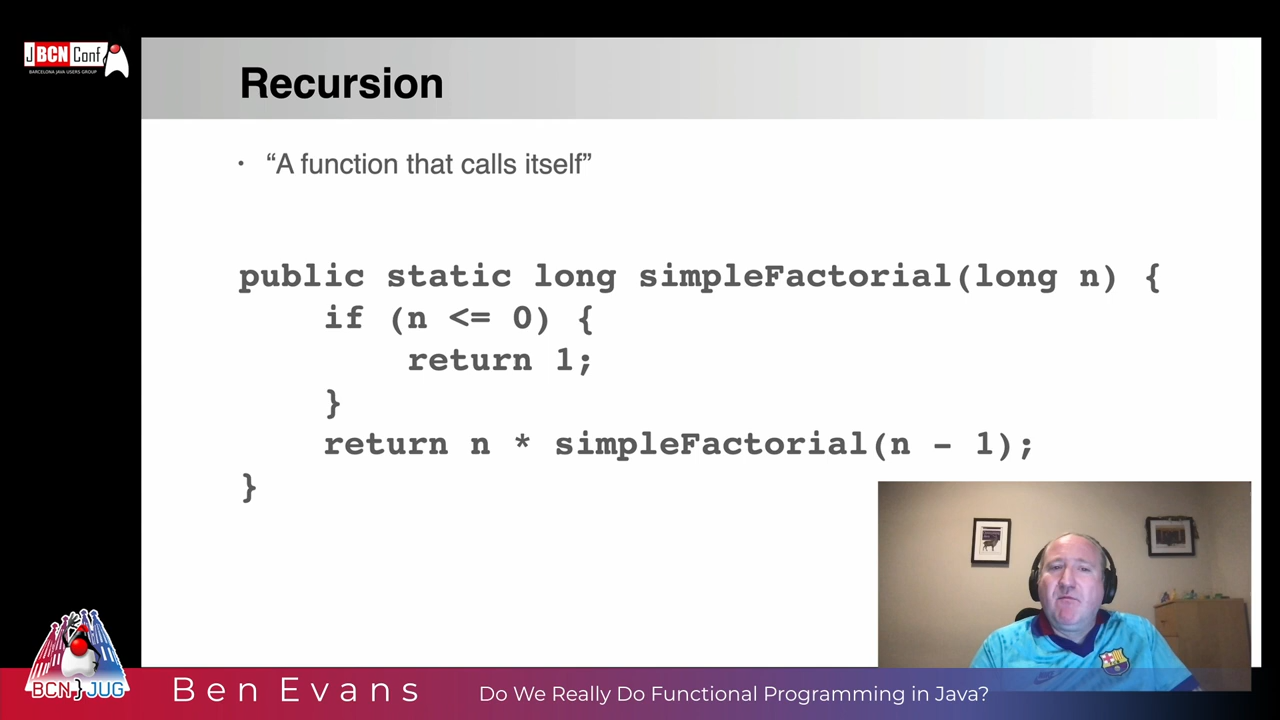 JBCNConf
BARCELONA JAVA USERS GROUP
Recursion
• “A function that calls itself”
public static long simpleFactorial(long n) {
if (n <= 0) {
return 1;
}
return n * simpleFactorial(n - 1);
}
BCN}JUG
Ben Evans
Do We Really Do Functional Programming in Java?